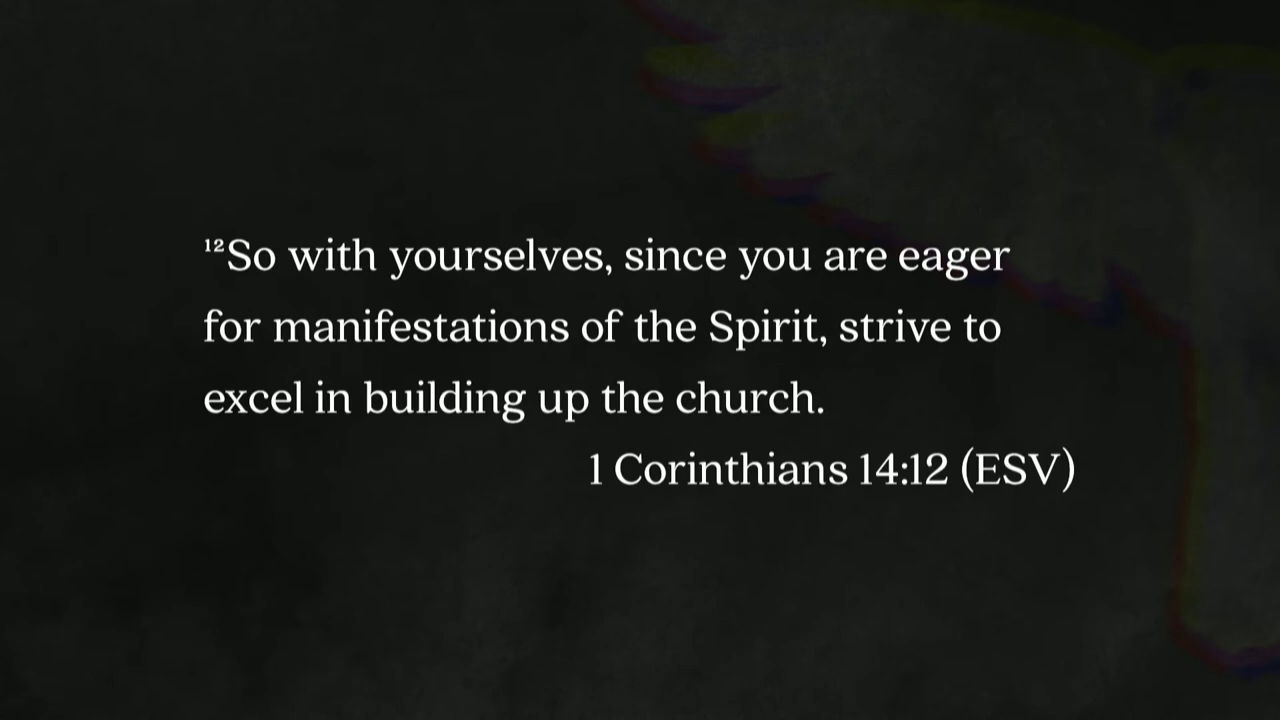 ¹²So with yourselves, since you are eager
for manifestations of the Spirit, strive to
excel in building up the church.
1 Corinthians 14:12 (ESV)